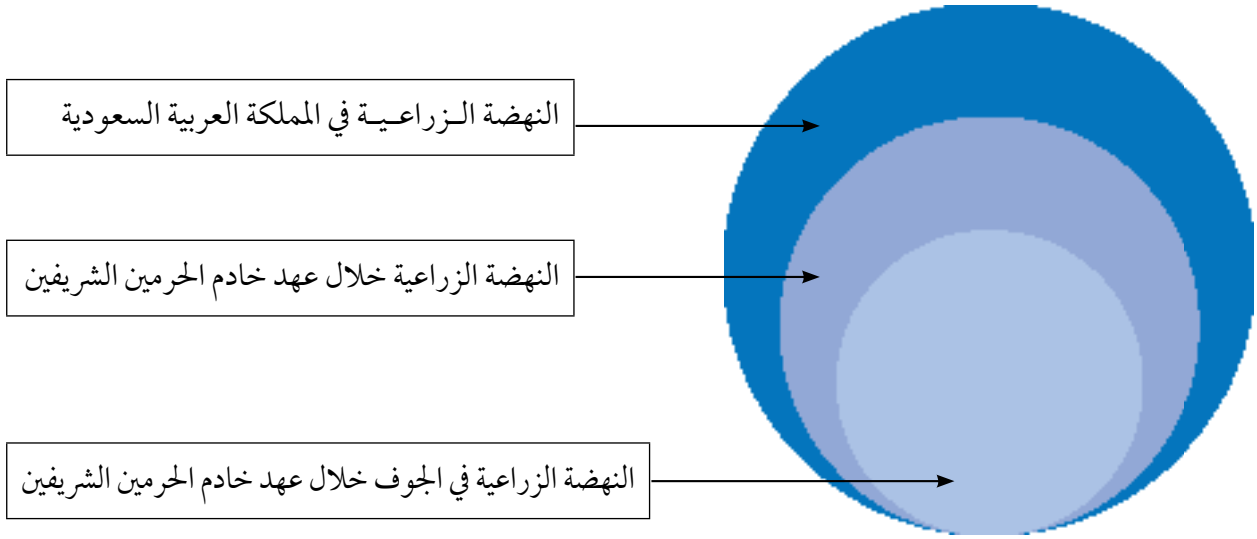 النهضة الزراعية في المملكة العربية السعودية
النهضة الزراعية خلال عهد خادم الحرمين الشريفين
النهضة الزراعية في الجوف خلال عهد خادم الحرمين الشريفين